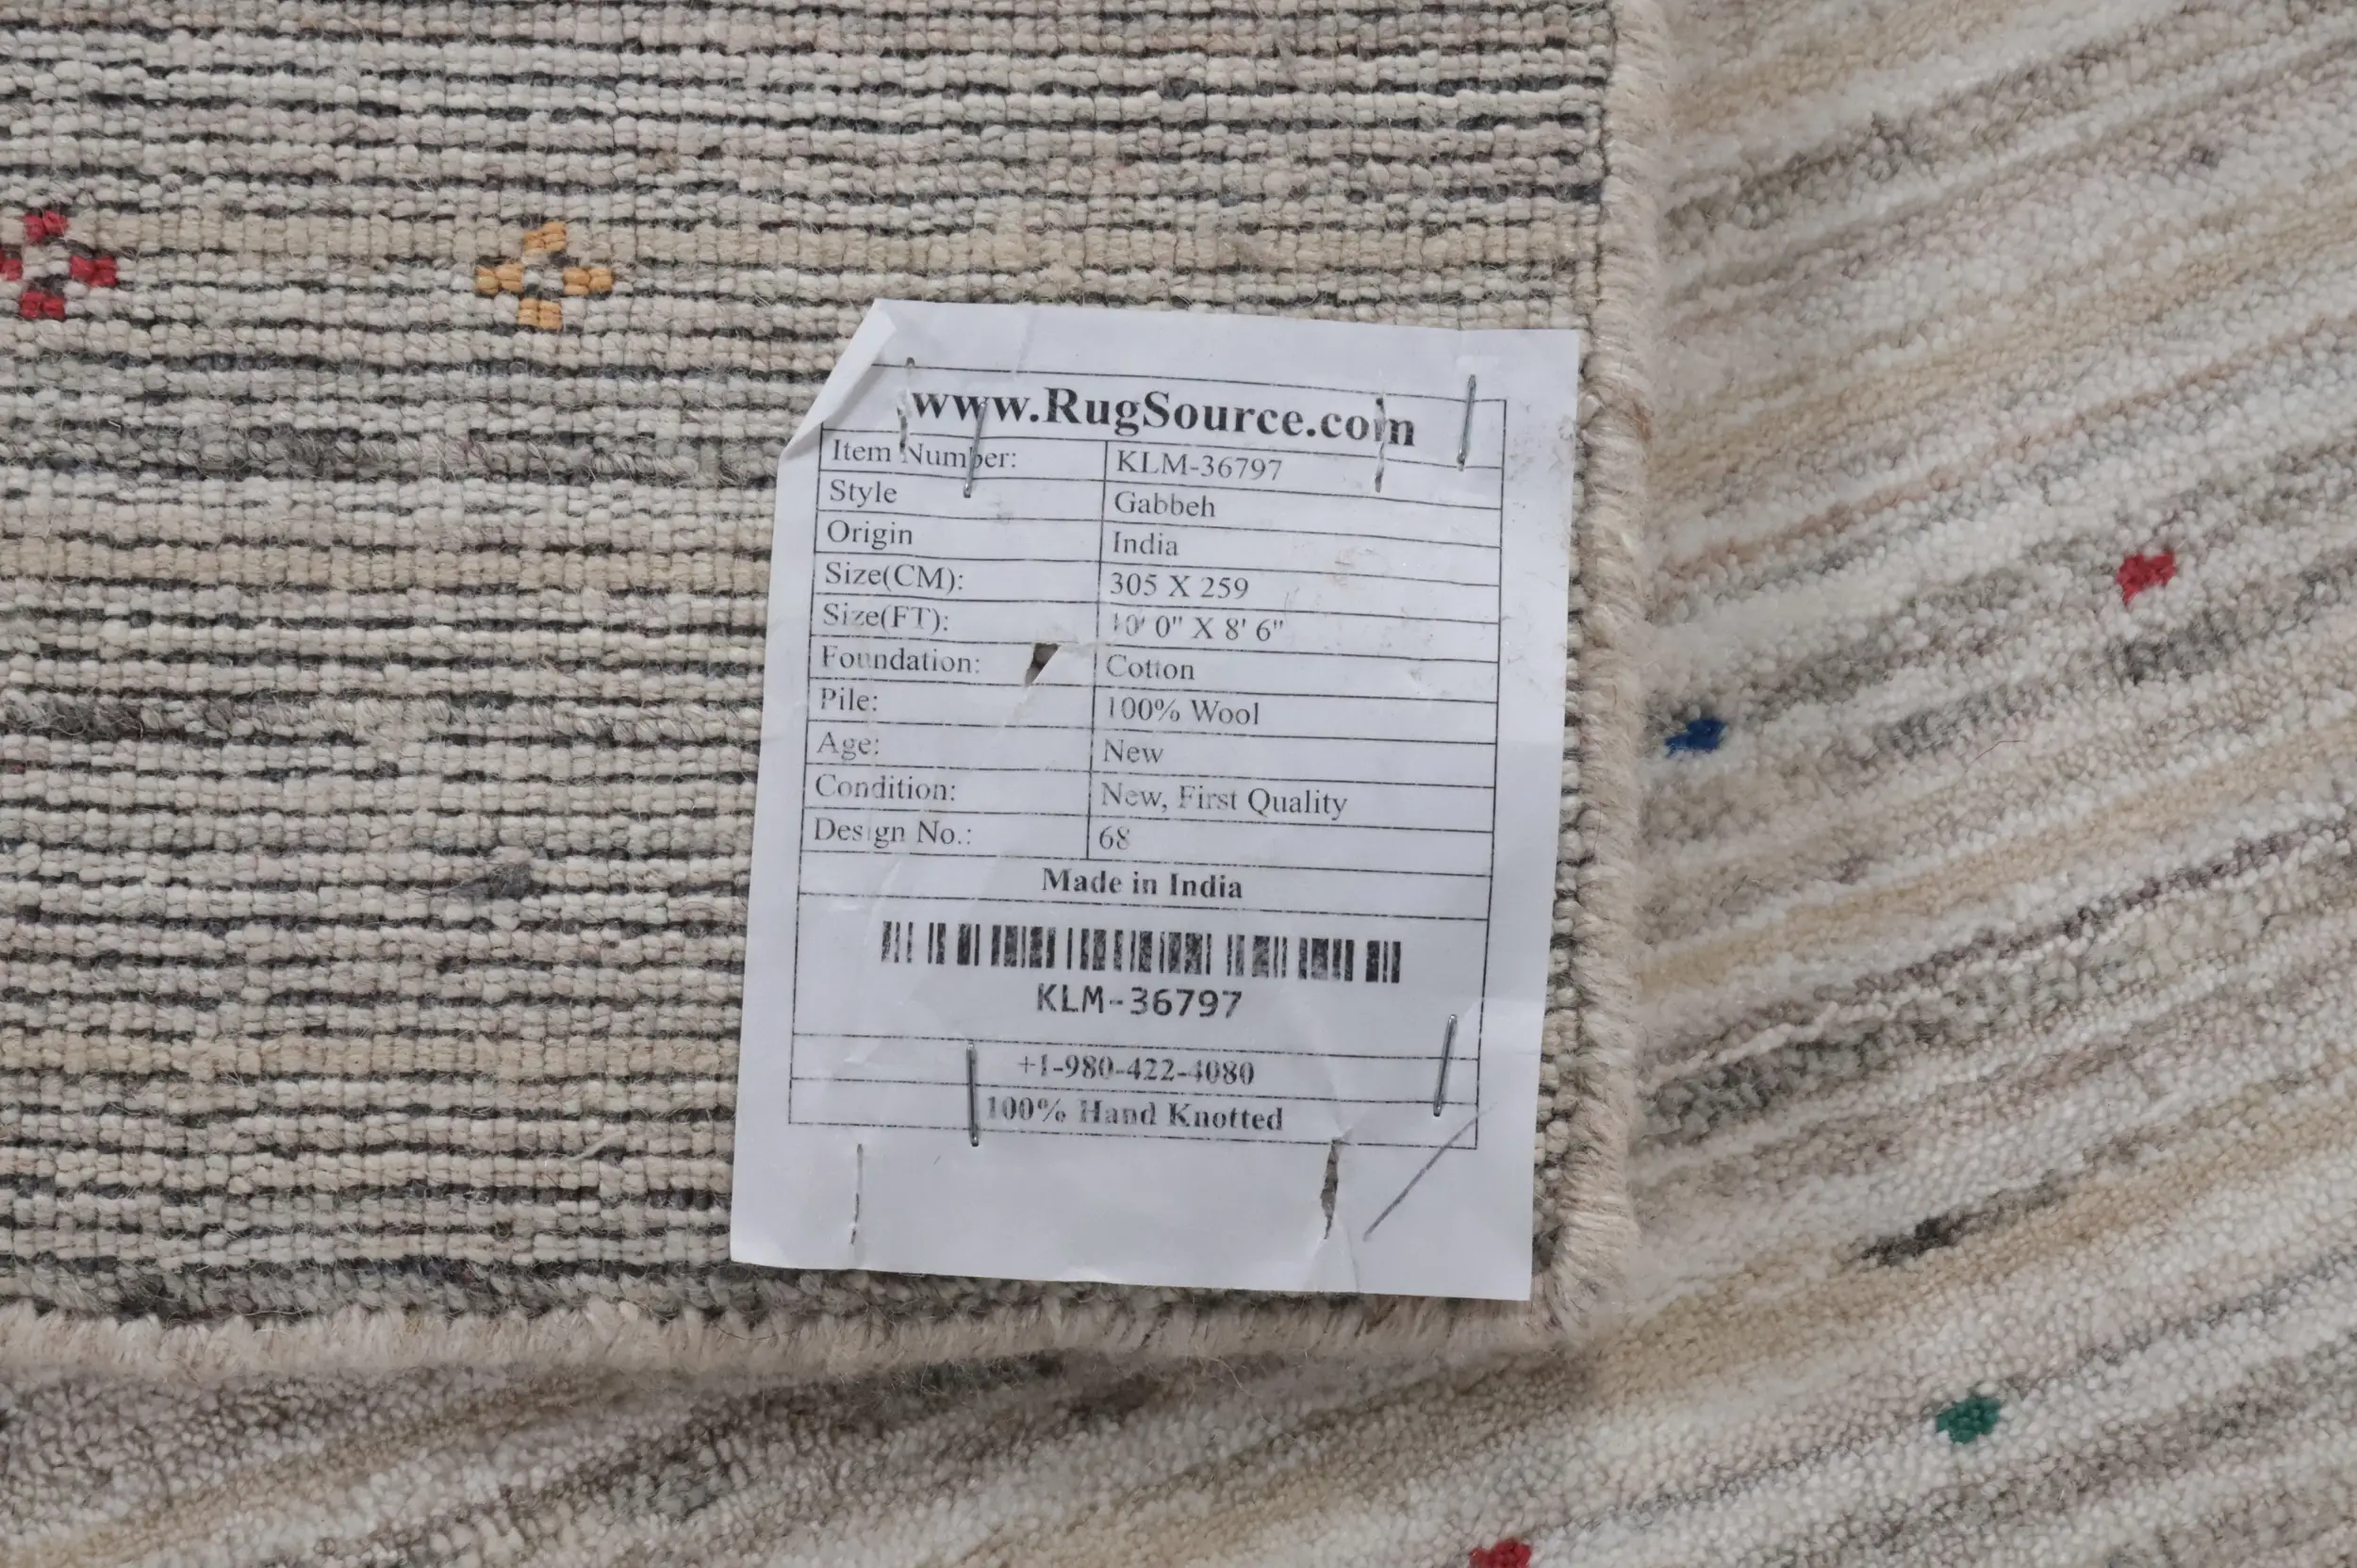 www.RugSource.com
Item Number: KLM-36797
Style Gabbeh
Origin India
Size(CM): 305 X 259
Size(FT): 10' 0" X 8' 6"
Foundation: Cotton
Pile: 100% Wool
Age: New
Condition: New, First Quality
Design No.: 68
Made in India
KLM-36797
+1-980-422-4080
100% Hand Knotted